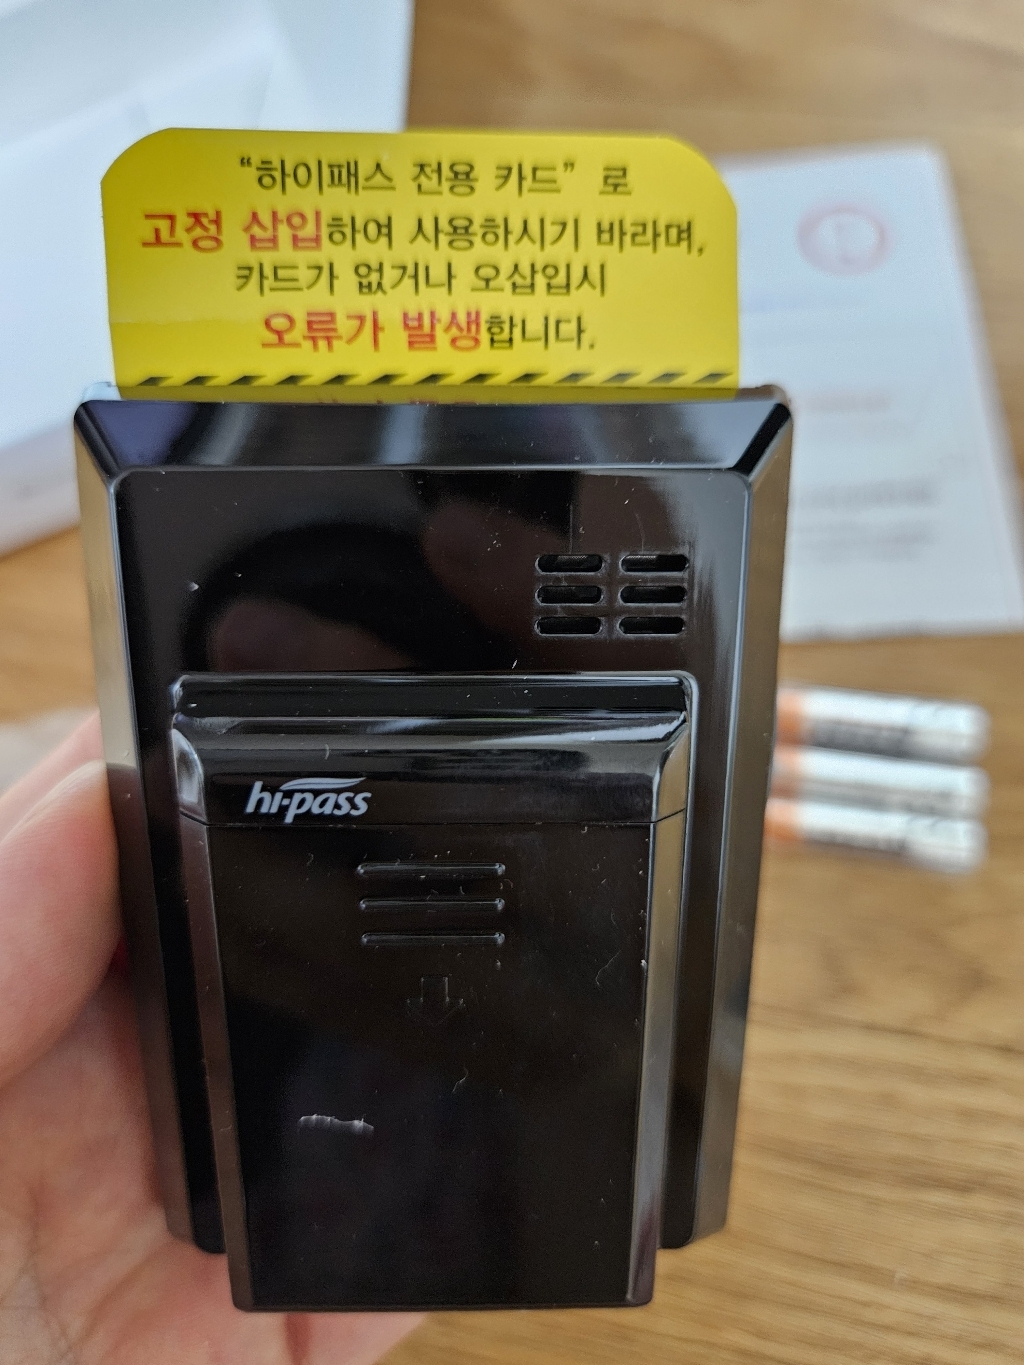 “하이패스 전용 카드” 로
고정 삽입하여 사용하시기 바라며,
카드가 없거나 오삽입시
오류가 발생합니다.
hi-pass